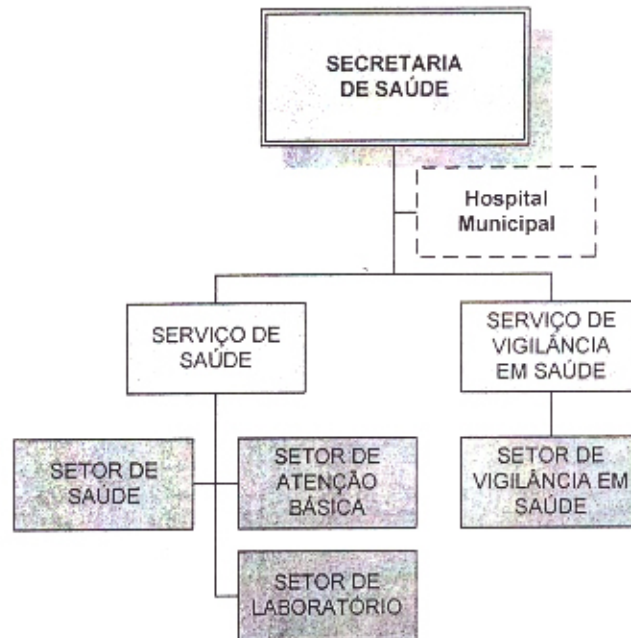 SECRETARIA
DE SAÚDE
Hospital
Municipal
SERVIÇO DE
SAÚDE
SERVIÇO DE
VIGILÂNCIA
EM SAÚDE
SETOR DE
SAÚDE
SETOR DE
ATENÇÃO
BÁSICA
SETOR DE
VIGILÂNCIA EM
SAÚDE
SETOR DE
LABORATÓRIO